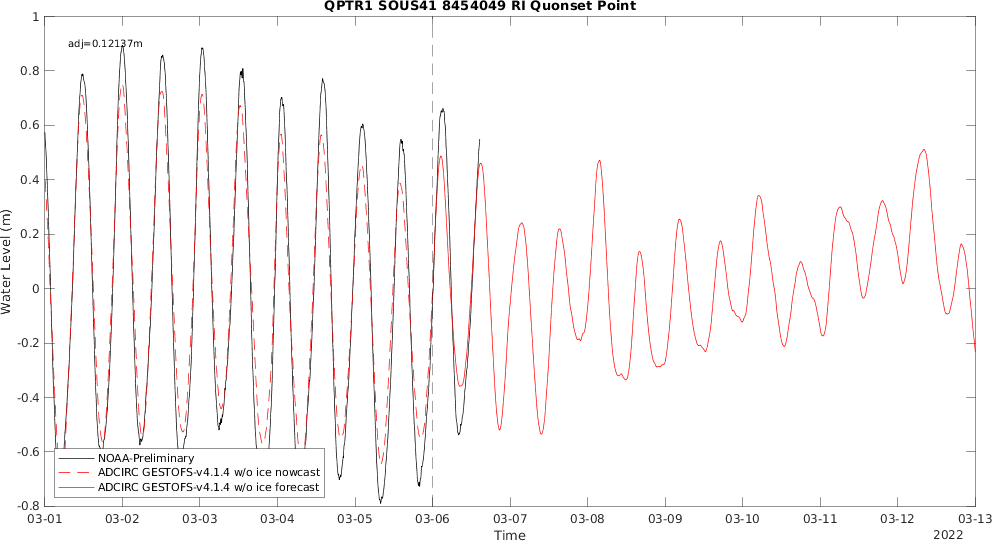 QPTR1 SOUS41 8454049 RI Quonset Point
adj=0.12137m
1
0.8
0.6
0.4
0.2
0
-0.2
-0.4
-0.6
-0.8
Water Level (m)
NOAA-Preliminary
ADCIRC GESTOFS-v4.1.4 w/o ice nowcast
ADCIRC GESTOFS-v4.1.4 w/o ice forecast
03-01 03-02 03-03 03-04 03-05 03-06 03-07 03-08 03-09 03-10 03-11 03-12 03-13
Time
2022